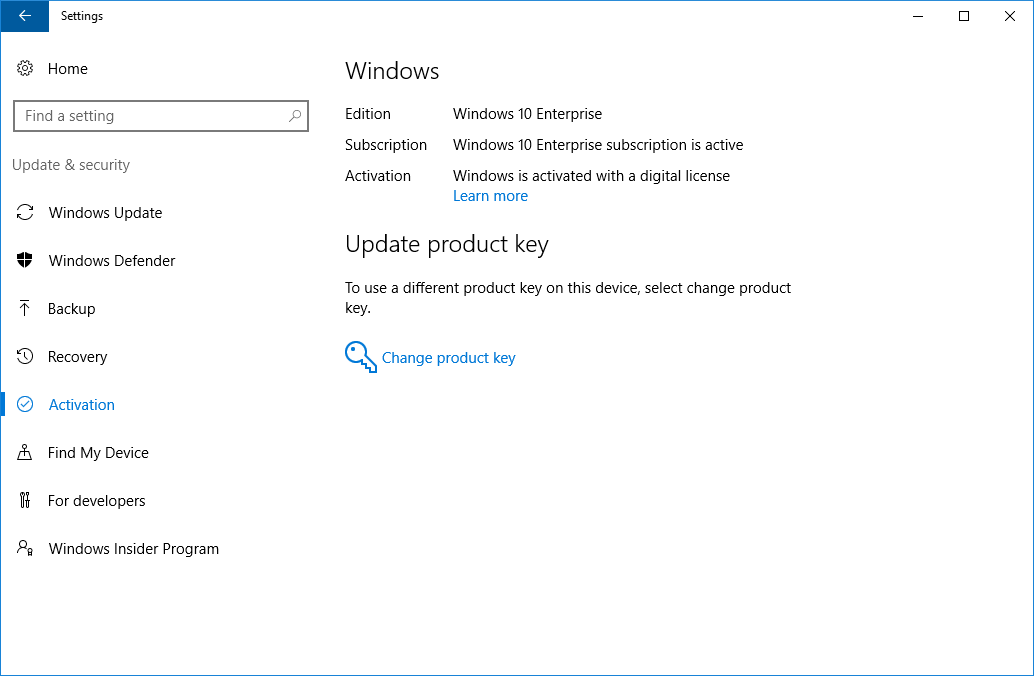 Settings
Home
Find a setting
Update & security
Windows Update
Windows Defender
Backup
Recovery
Activation
Find My Device
For developers
Windows Insider Program
Windows
Edition Windows 10 Enterprise
Subscription Windows 10 Enterprise subscription is active
Activation Windows is activated with a digital license
Learn more
Update product key
To use a different product key on this device, select change product
key.
Change product key